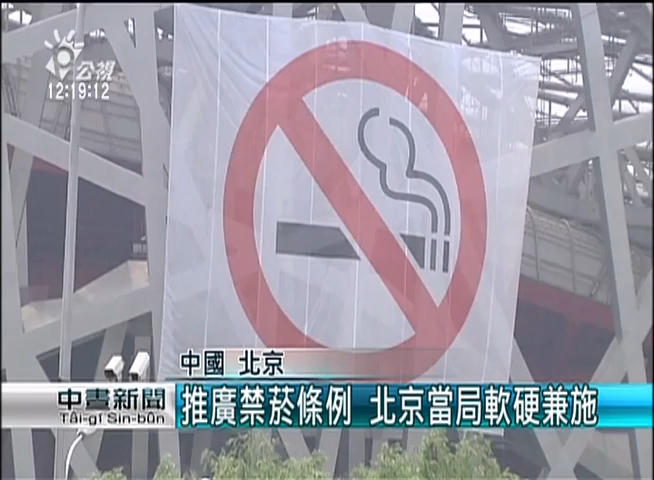 公視
12:19:12
中國 北京
中晝新聞
Tâi-gí Sin-bûn
推廣禁菸條例 北京當局軟硬兼施